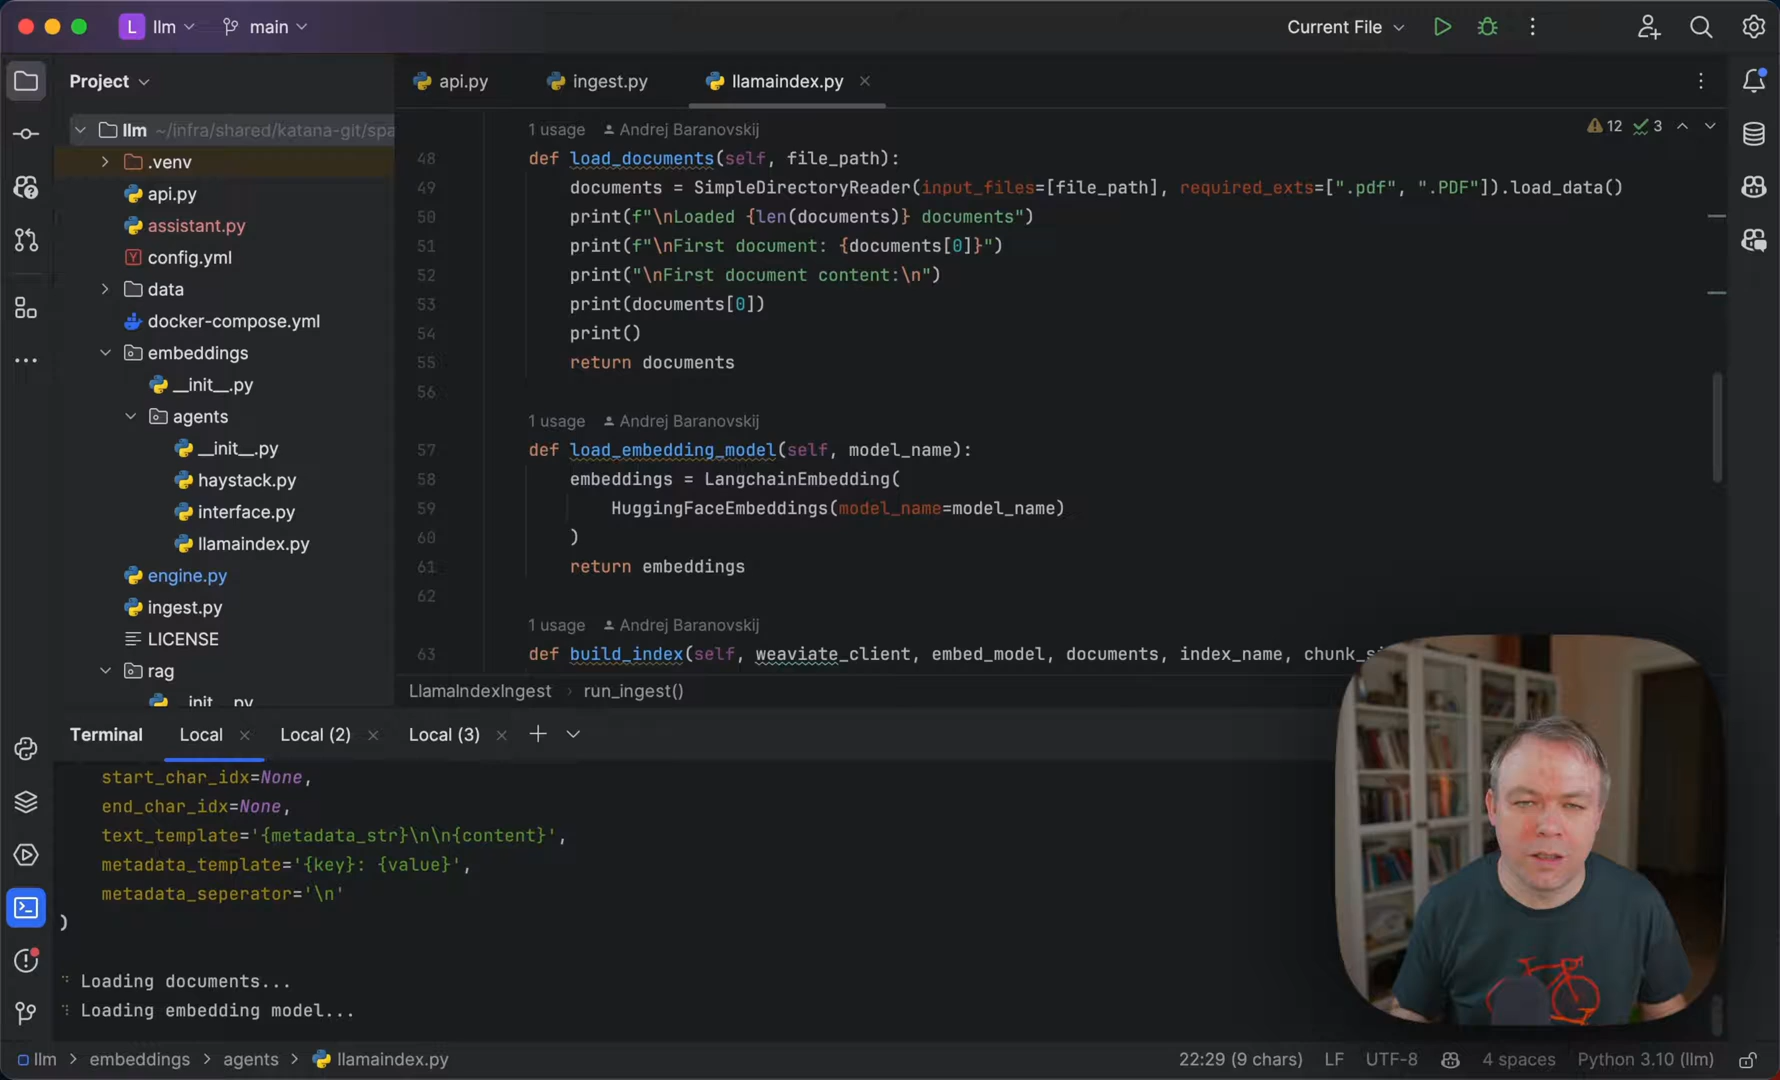 L llm main Current File
Project api.py ingest.py llamaindex.py
llm ~/infra/shared/katana-git/spa
.venv
api.py
assistant.py
config.yml
data
docker-compose.yml
embeddings
__init__.py
agents
__init__.py
haystack.py
interface.py
llamaindex.py
engine.py
ingest.py
LICENSE
rag
__init__.py
12 3
1 usage Andrej Baranovskij
48 def load_documents(self, file_path):
49 documents = SimpleDirectoryReader(input_files=[file_path], required_exts=[".pdf", ".PDF"]).load_data()
50 print(f"\nLoaded {len(documents)} documents")
51 print(f"\nFirst document: {documents[0]}")
52 print("\nFirst document content:\n")
53 print(documents[0])
54 print()
55 return documents
56
1 usage Andrej Baranovskij
57 def load_embedding_model(self, model_name):
58 embeddings = LangchainEmbedding(
59 HuggingFaceEmbeddings(model_name=model_name)
60 )
61 return embeddings
62
1 usage Andrej Baranovskij
63 def build_index(self, weaviate_client, embed_model, documents, index_name, chunk_si
LlamaIndexIngest › run_ingest()
Terminal Local Local (2) Local (3)
start_char_idx=None,
end_char_idx=None,
text_template='{metadata_str}\n\n{content}',
metadata_template='{key}: {value}',
metadata_seperator='\n'
)
Loading documents...
Loading embedding model...
llm > embeddings > agents > llamaindex.py 22:29 (9 chars) LF UTF-8 4 spaces Python 3.10 (llm)